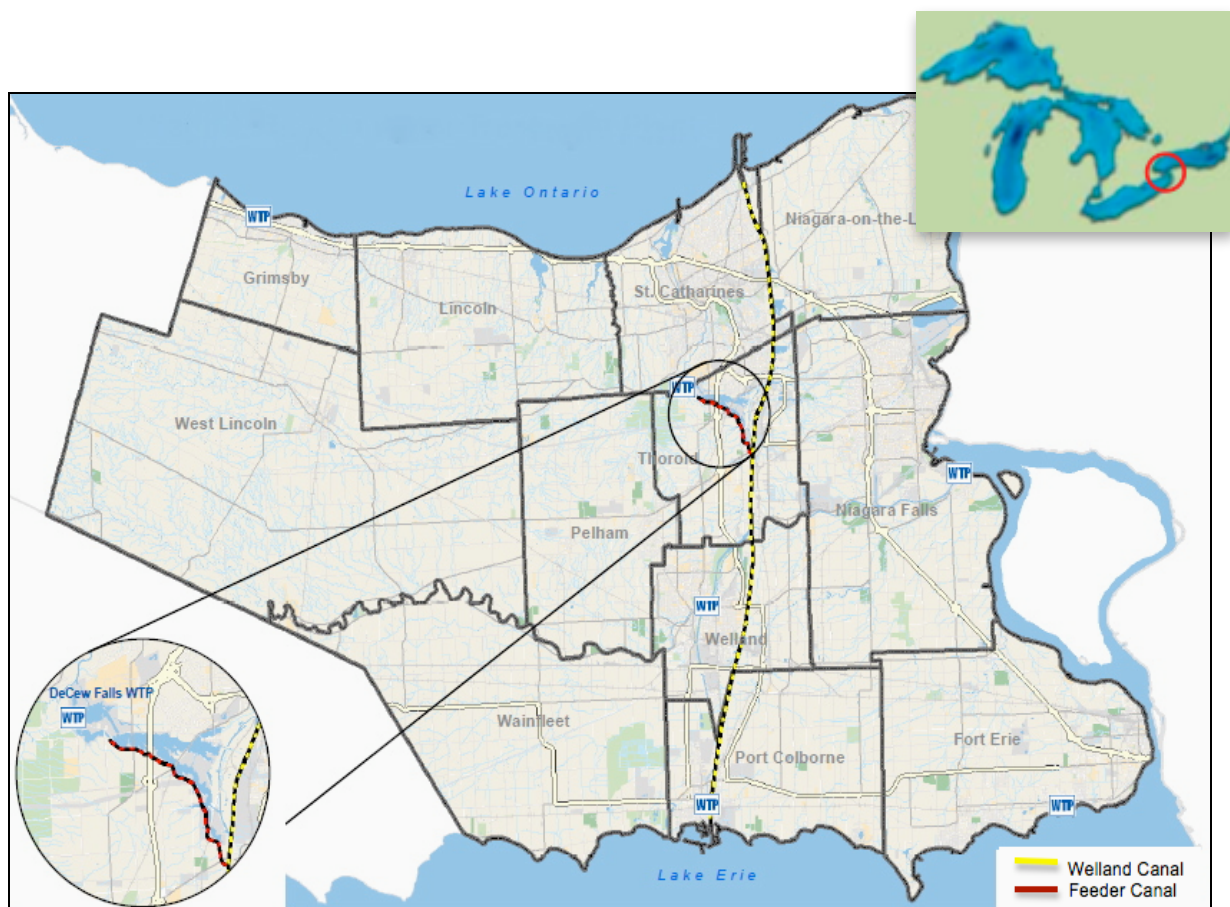 Lake Ontario
WTP
Niagara-on-the-L
Grimsby
Lincoln
St. Catharines
WTP
West Lincoln
Thorold
WTP
Niagara Falls
Pelham
WTP
Welland
DeCew Falls WTP
WTP
Wainfleet
Fort Erie
Port Colborne
WTP
WTP
Lake Erie
Welland Canal
Feeder Canal